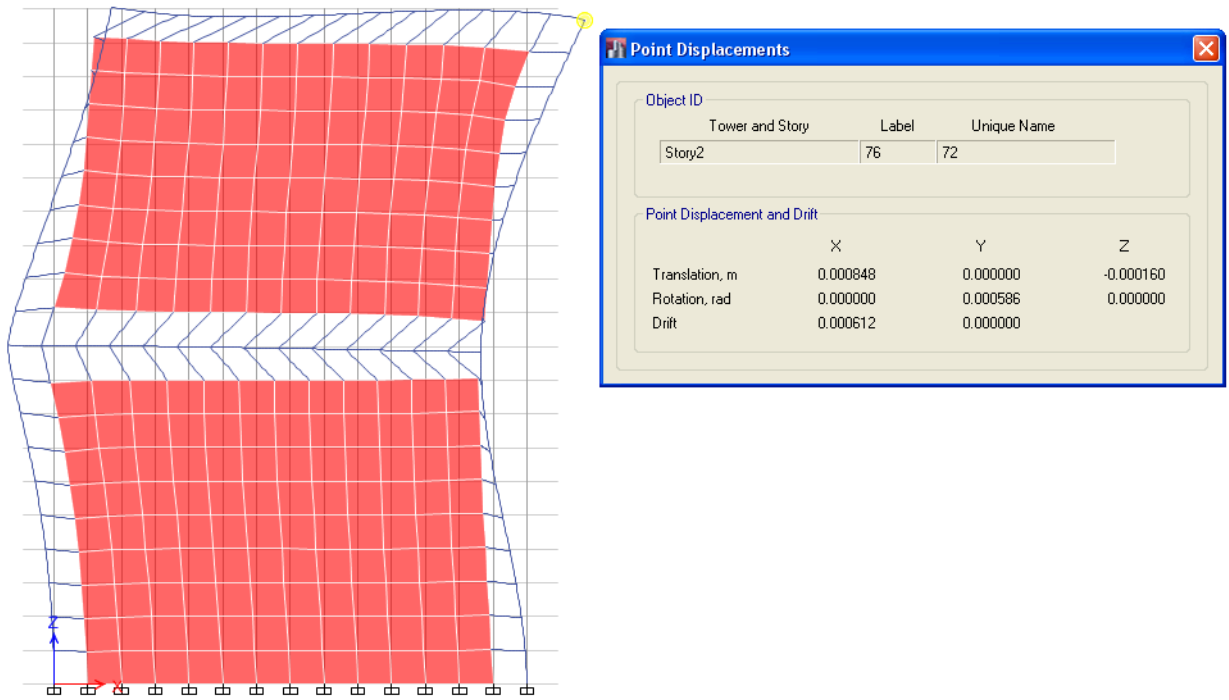 Point Displacements
Object ID
Tower and Story Label Unique Name
Story2 76 72
Point Displacement and Drift
X Y Z
Translation, m 0.000848 0.000000 -0.000160
Rotation, rad 0.000000 0.000586 0.000000
Drift 0.000612 0.000000
Z
X